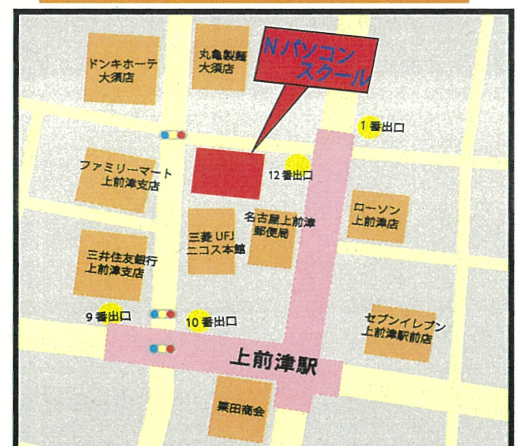 ドンキホーテ
大須店
丸亀製麺
大須店
Nパソコン
スクール
1番出口
ファミリーマート
上前津支店
12番出口
ローソン
上前津店
名古屋上前津
郵便局
三菱UFJ
ニコス本館
三井住友銀行
上前津支店
9番出口
10番出口
セブンイレブン
上前津駅前店
上前津駅
粟田商会